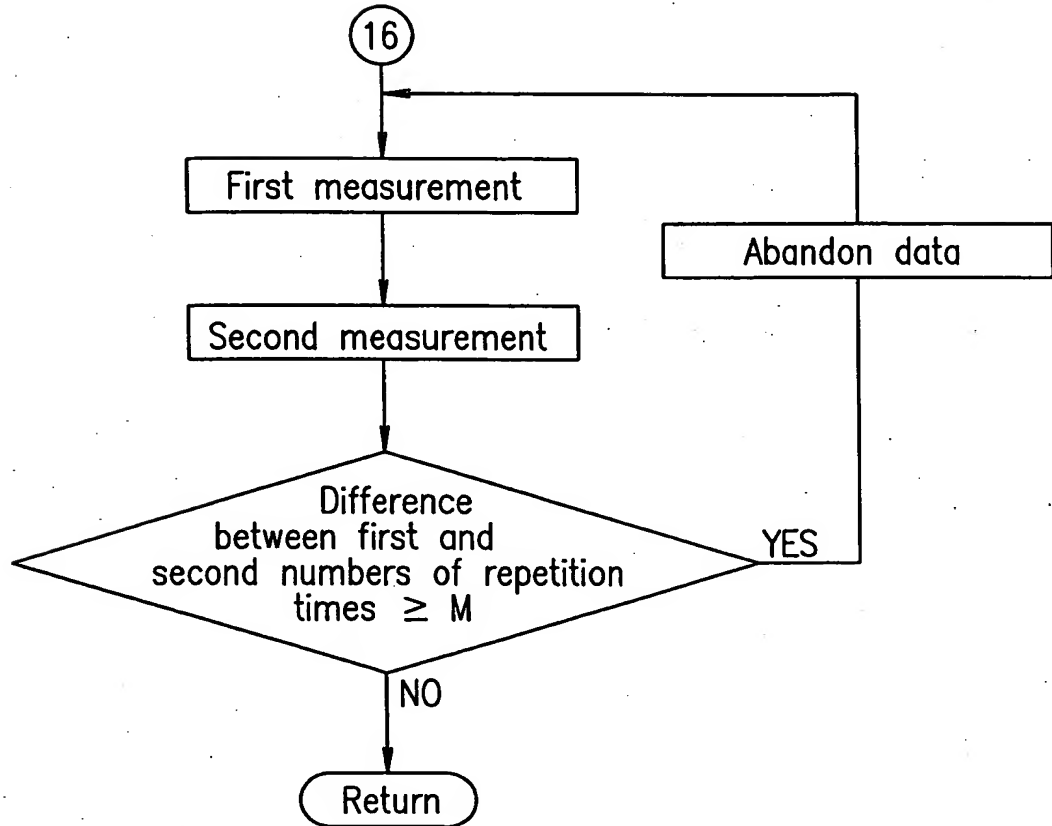 16
First measurement
Abandon data
Second measurement
Difference
between first and
second numbers of repetition
times ≥ M
YES
NO
Return